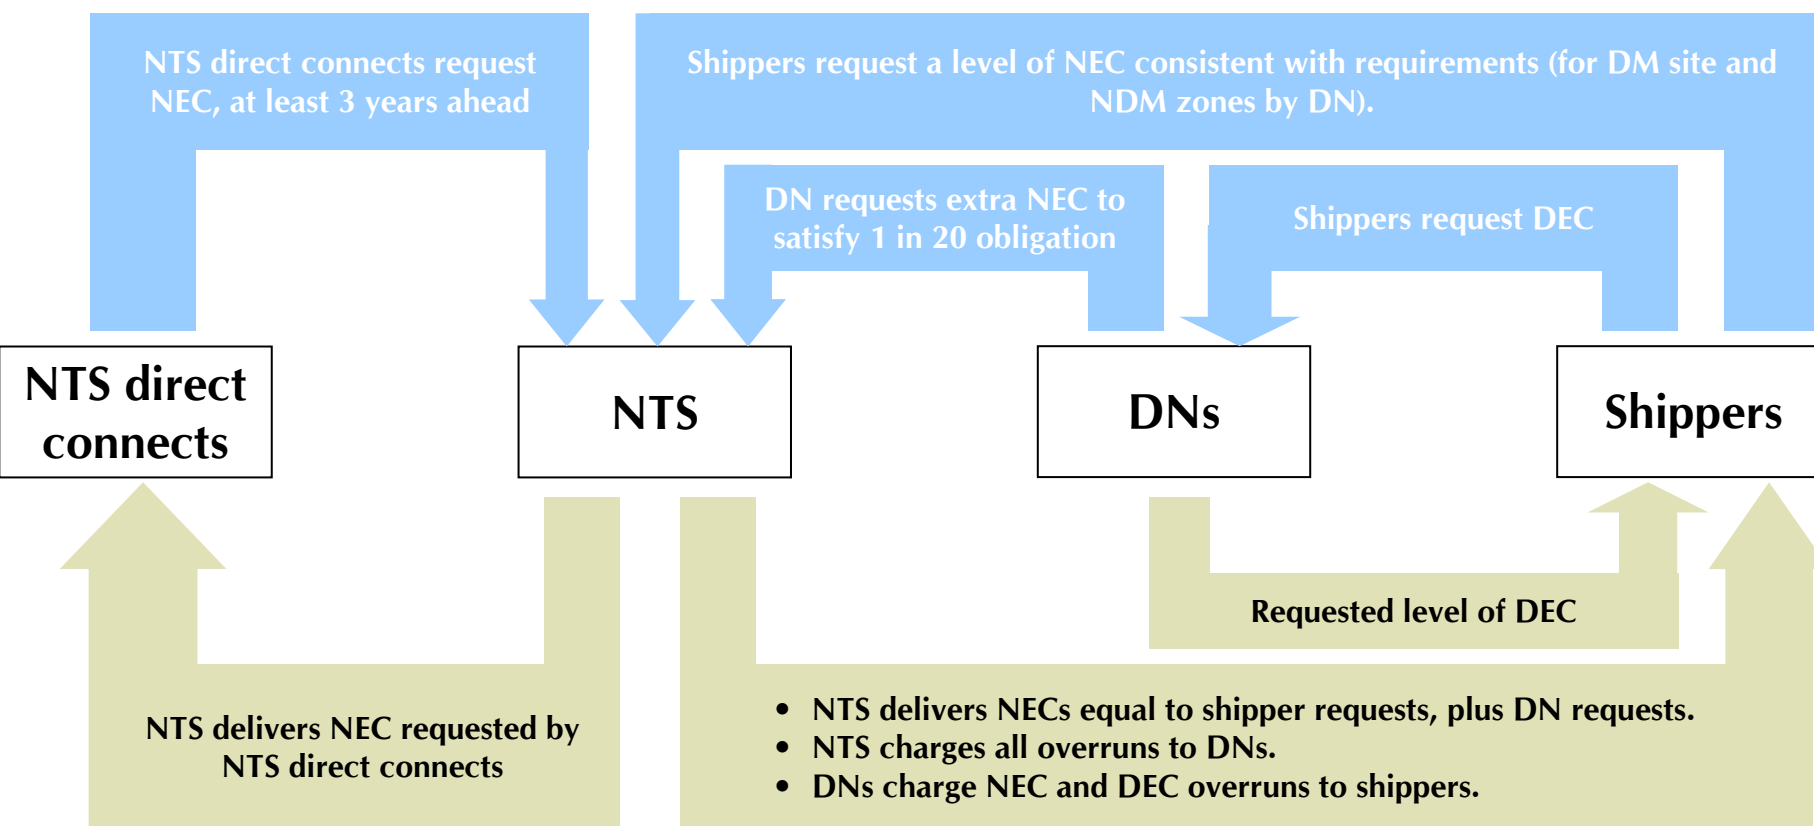 NTS direct connects request
NEC, at least 3 years ahead
Shippers request a level of NEC consistent with requirements (for DM site and
NDM zones by DN).
DN requests extra NEC to
satisfy 1 in 20 obligation
Shippers request DEC
NTS direct
connects
NTS
DNs
Shippers
Requested level of DEC
NTS delivers NEC requested by
NTS direct connects
• NTS delivers NECs equal to shipper requests, plus DN requests.
• NTS charges all overruns to DNs.
• DNs charge NEC and DEC overruns to shippers.